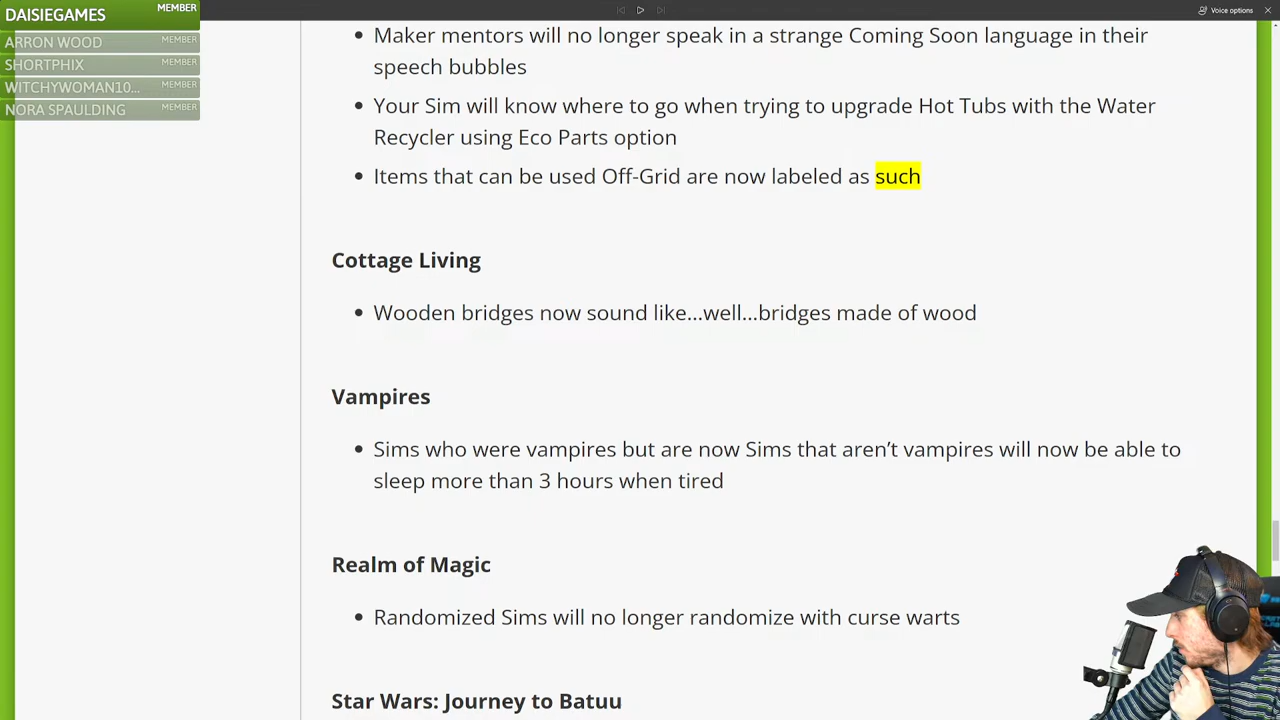 DAISIEGAMES MEMBER
ARRON WOOD MEMBER
SHORTPHIX MEMBER
WITCHYWOMAN10... MEMBER
NORA SPAULDING MEMBER
Voice options
• Maker mentors will no longer speak in a strange Coming Soon language in their
speech bubbles
• Your Sim will know where to go when trying to upgrade Hot Tubs with the Water
Recycler using Eco Parts option
• Items that can be used Off-Grid are now labeled as such
Cottage Living
• Wooden bridges now sound like...well...bridges made of wood
Vampires
• Sims who were vampires but are now Sims that aren’t vampires will now be able to
sleep more than 3 hours when tired
Realm of Magic
• Randomized Sims will no longer randomize with curse warts
Star Wars: Journey to Batuu